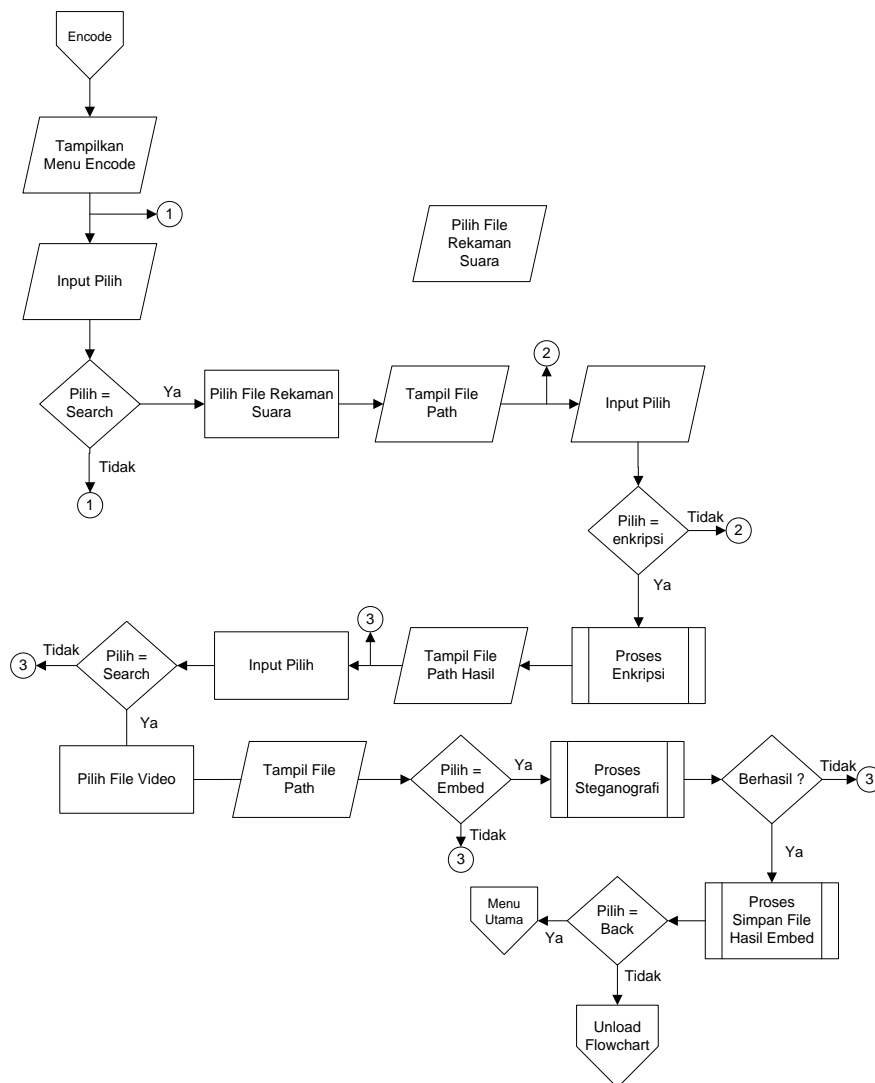 Encode
Tampilkan
Menu Encode
1
Input Pilih
Pilih File
Rekaman
Suara
Pilih =
Search
Ya
Tidak
1
Pilih File Rekaman
Suara
Tampil File
Path
2
Input Pilih
Pilih =
enkripsi
Tidak
2
Ya
Proses
Enkripsi
Tampil File
Path Hasil
3
Input Pilih
Pilih =
Search
Tidak
3
Ya
Pilih File Video
Tampil File
Path
Pilih =
Embed
Ya
Tidak
3
Proses
Steganografi
Berhasil ?
Tidak
3
Ya
Proses
Simpan File
Hasil Embed
Pilih =
Back
Ya
Menu
Utama
Tidak
Unload
Flowchart